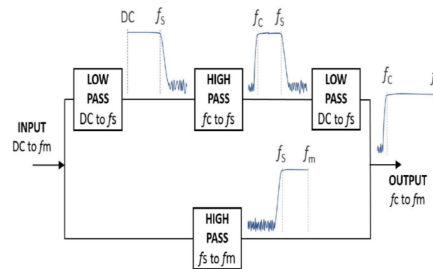 DC
fS
fC
fS
fC
f
LOW
PASS
DC to fs
HIGH
PASS
fc to fs
LOW
PASS
DC to fs
INPUT
DC to fm
fS
fm
OUTPUT
fc to fm
HIGH
PASS
fs to fm